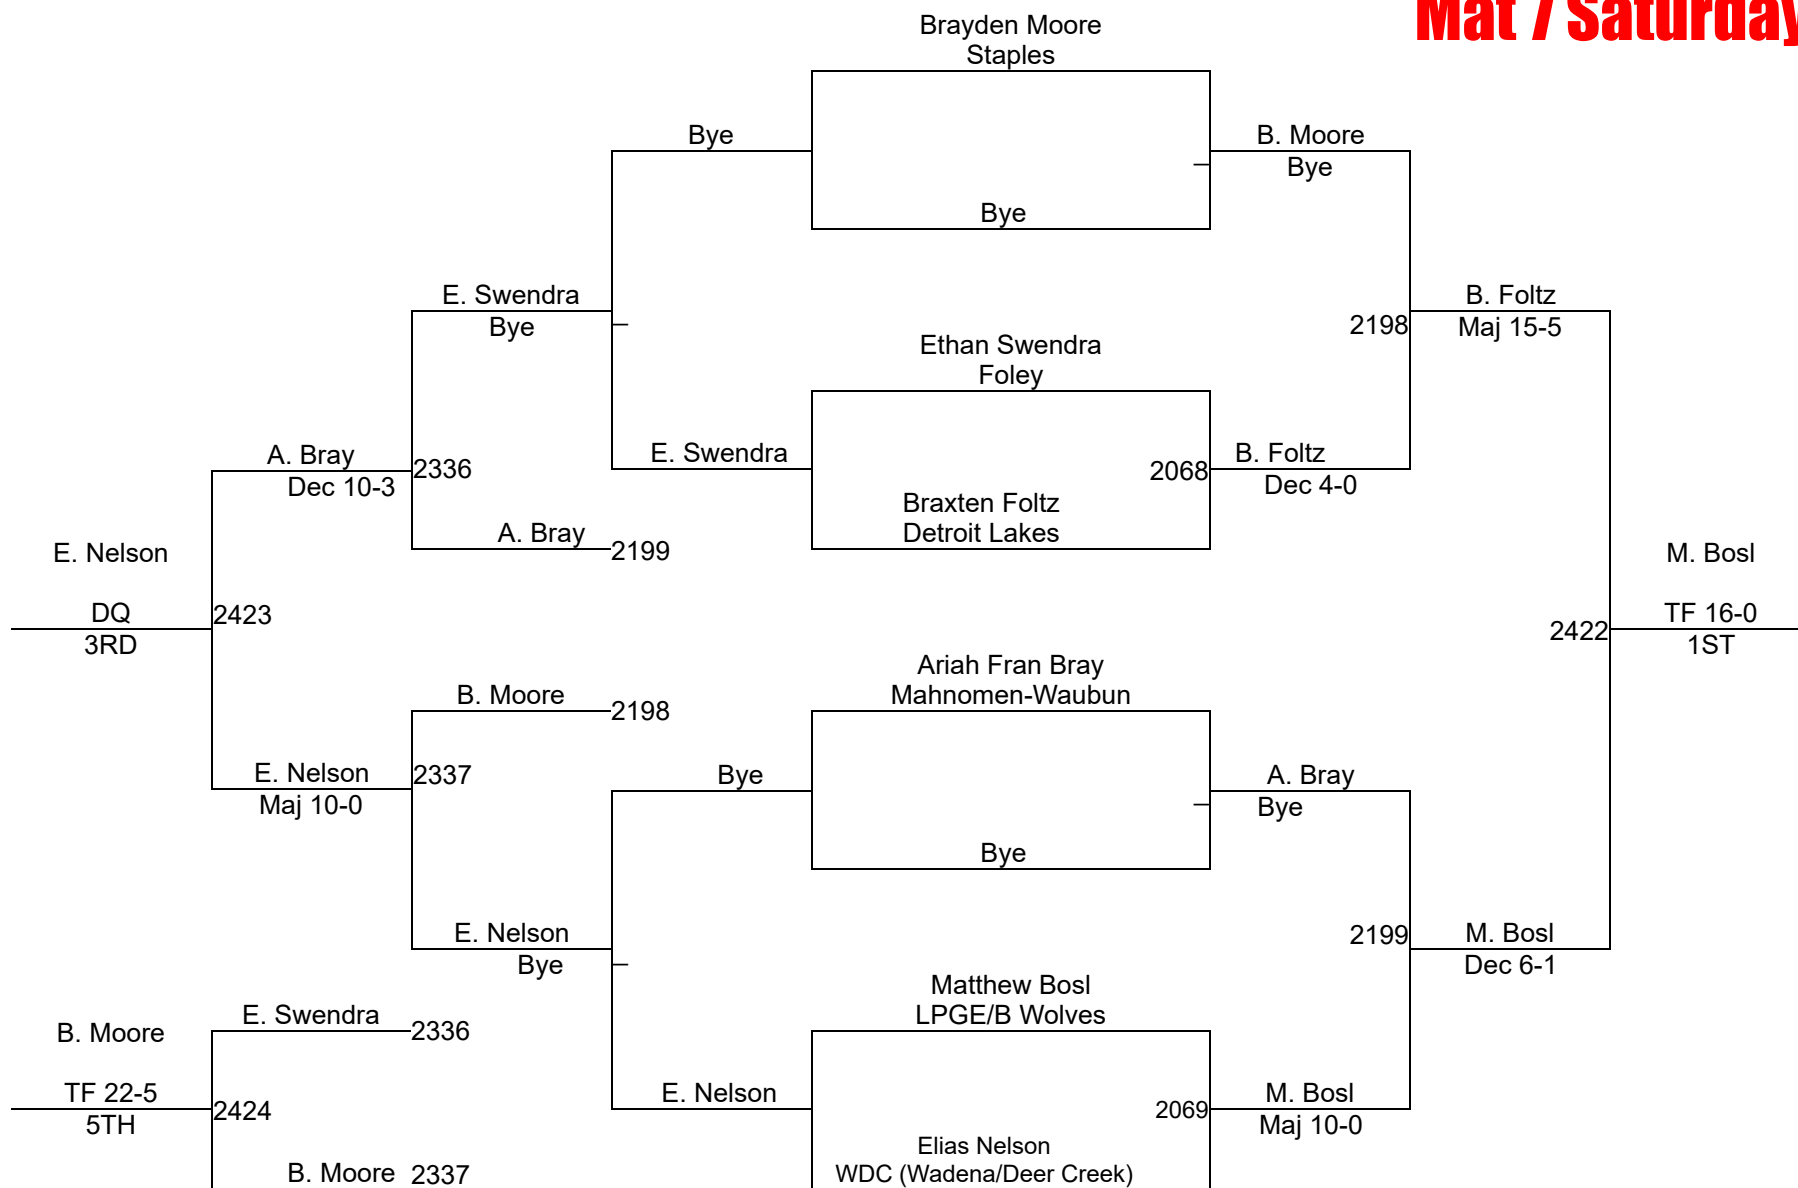 Mat 7 Saturday
Brayden Moore
Staples
Bye
B. Moore
Bye
Bye
E. Swendra
Bye
B. Foltz
Maj 15-5
2198
Ethan Swendra
Foley
A. Bray
Dec 10-3
2336
E. Swendra
2068
B. Foltz
Dec 4-0
Braxten Foltz
Detroit Lakes
A. Bray
2199
E. Nelson
DQ
3RD
2423
M. Bosl
TF 16-0
1ST
2422
Ariah Fran Bray
Mahnomen-Waubun
B. Moore
2198
E. Nelson
Maj 10-0
2337
Bye
A. Bray
Bye
Bye
E. Nelson
Bye
2199
M. Bosl
Dec 6-1
Matthew Bosl
LPGE/B Wolves
E. Swendra
2336
B. Moore
TF 22-5
5TH
2424
E. Nelson
2069
M. Bosl
Maj 10-0
Elias Nelson
WDC (Wadena/Deer Creek)
B. Moore
2337